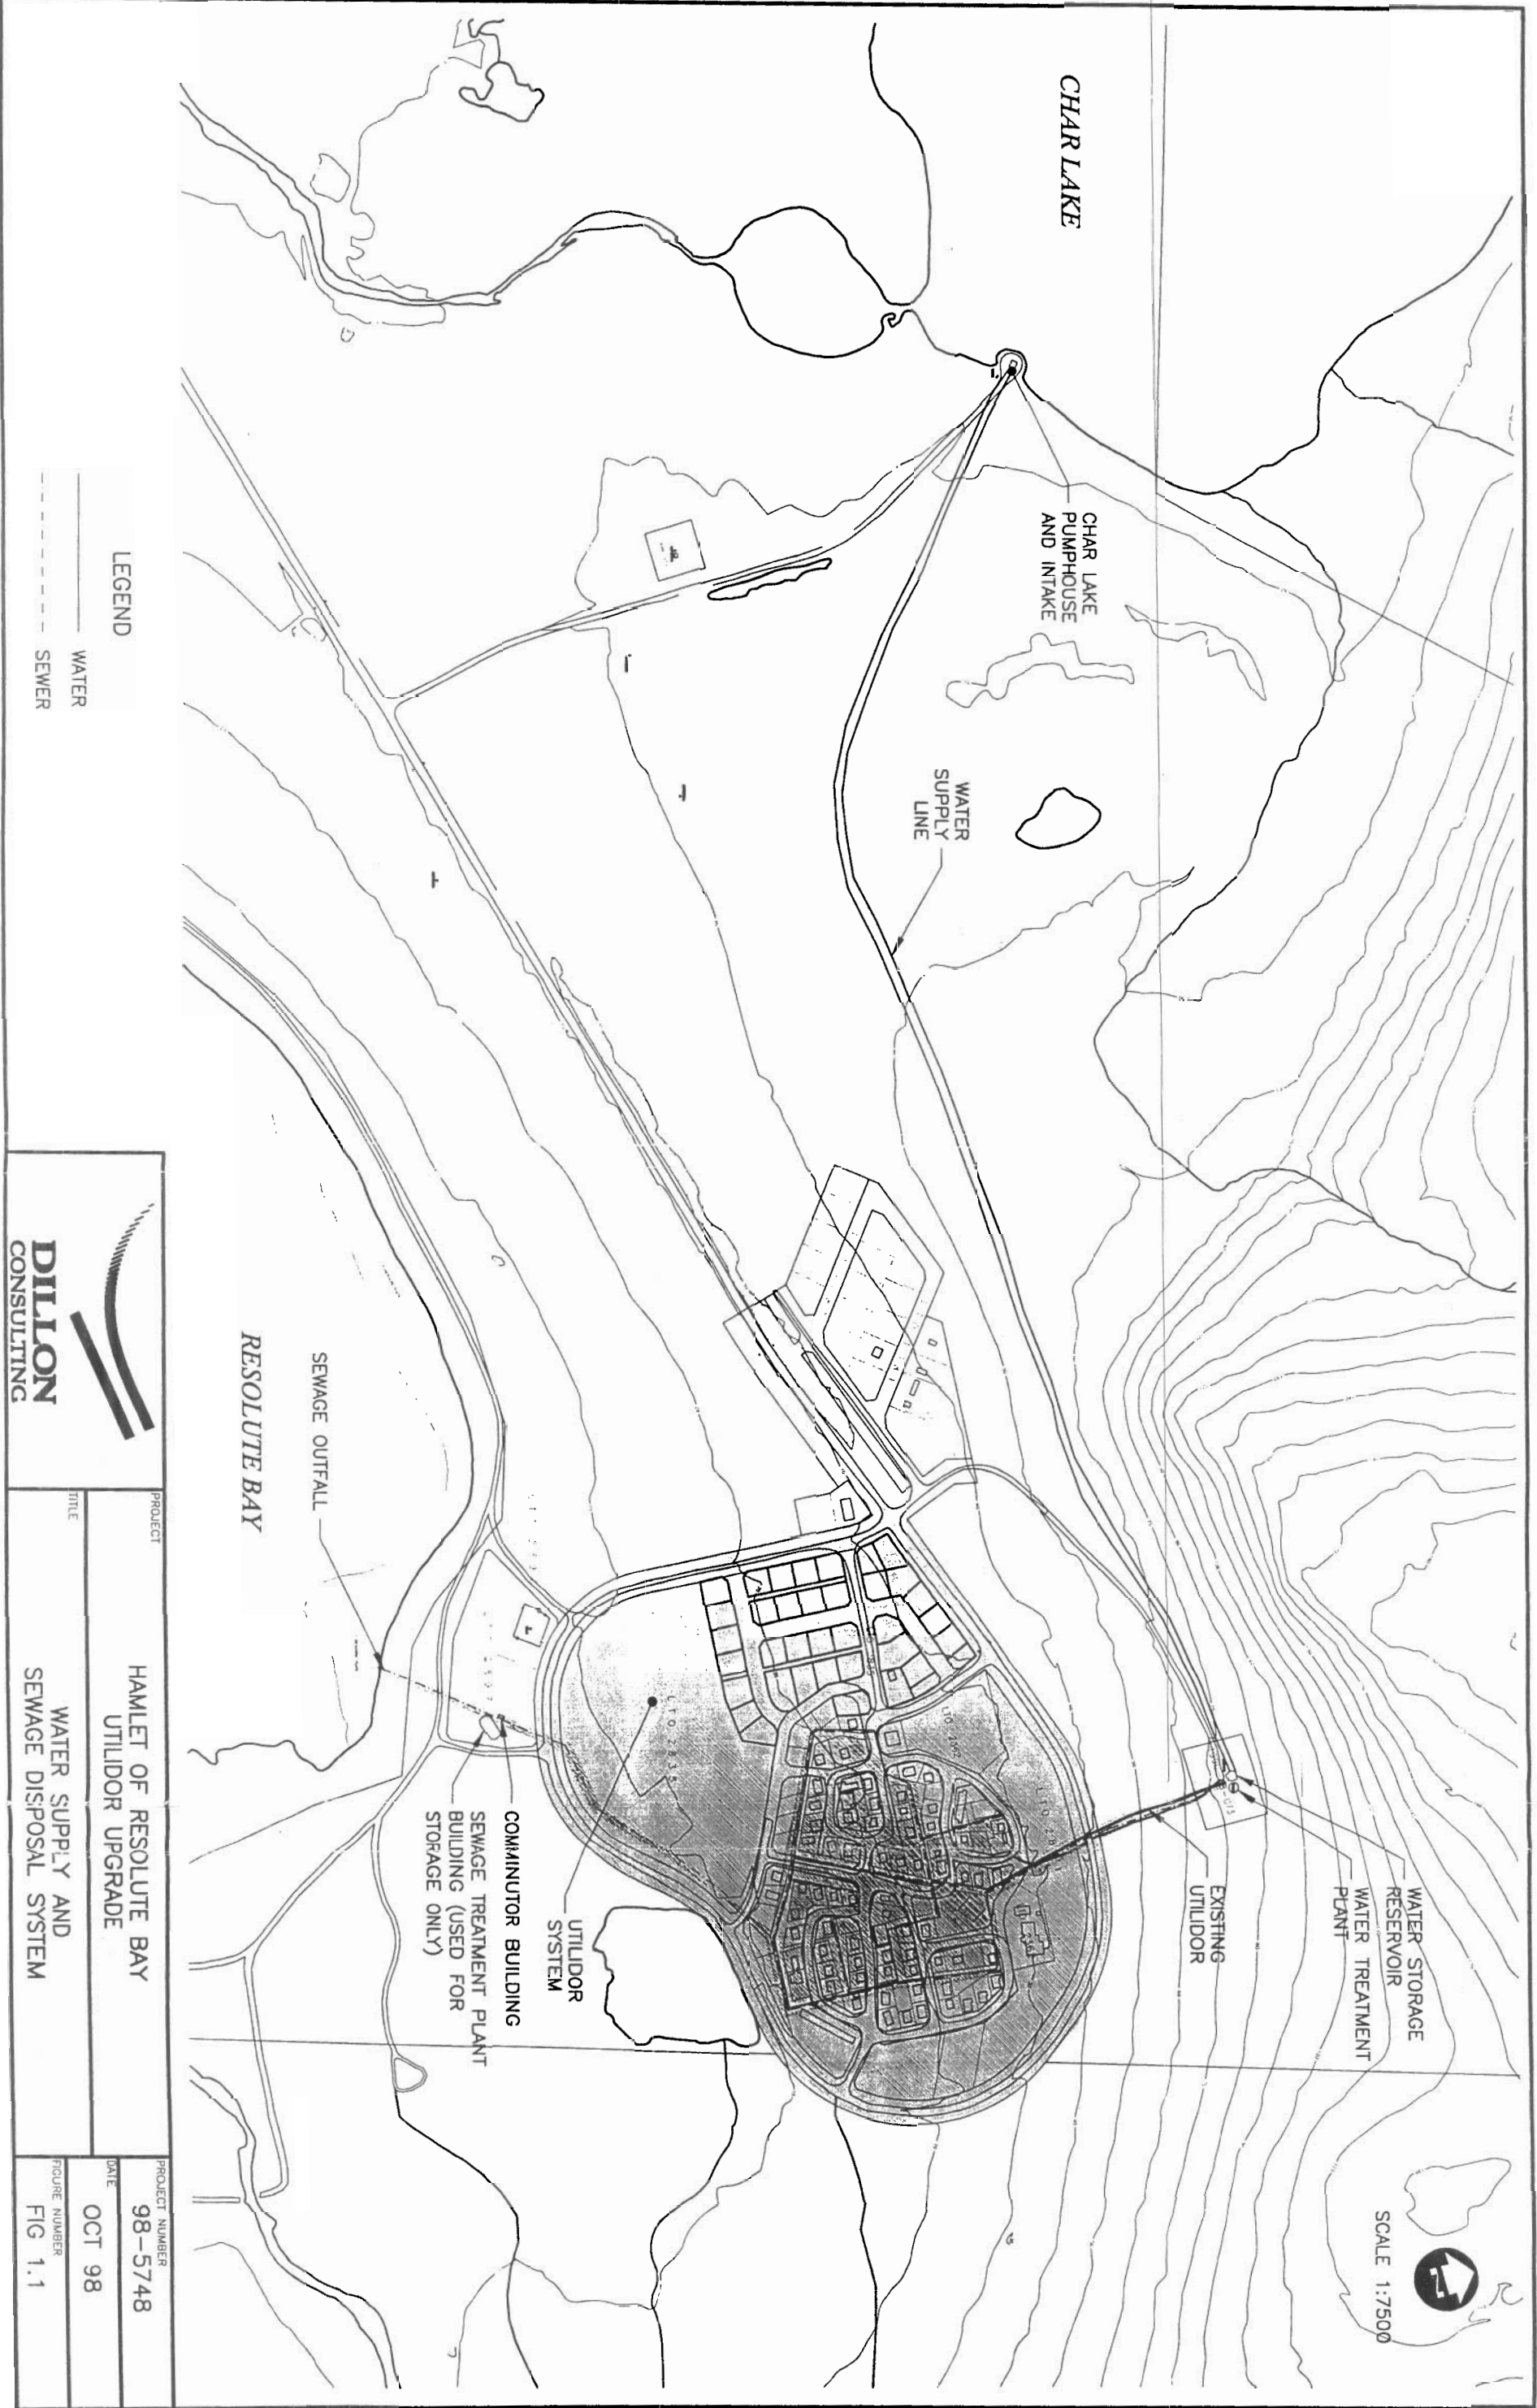 CHAR LAKE
CHAR LAKE
PUMPHOUSE
AND INTAKE
WATER
SUPPLY
LINE
SCALE 1:7500
N
WATER STORAGE
RESERVOIR
WATER TREATMENT
PLANT
EXISTING
UTILIDOR
UTILIDOR
SYSTEM
COMMINUTOR BUILDING
SEWAGE TREATMENT PLANT
BUILDING (USED FOR
STORAGE ONLY)
SEWAGE OUTFALL
RESOLUTE BAY
LEGEND
WATER
SEWER
DILLON
CONSULTING
PROJECT
HAMLET OF RESOLUTE BAY
UTILIDOR UPGRADE
TITLE
WATER SUPPLY AND
SEWAGE DISPOSAL SYSTEM
PROJECT NUMBER
98-5748
DATE
OCT 98
FIGURE NUMBER
FIG 1.1